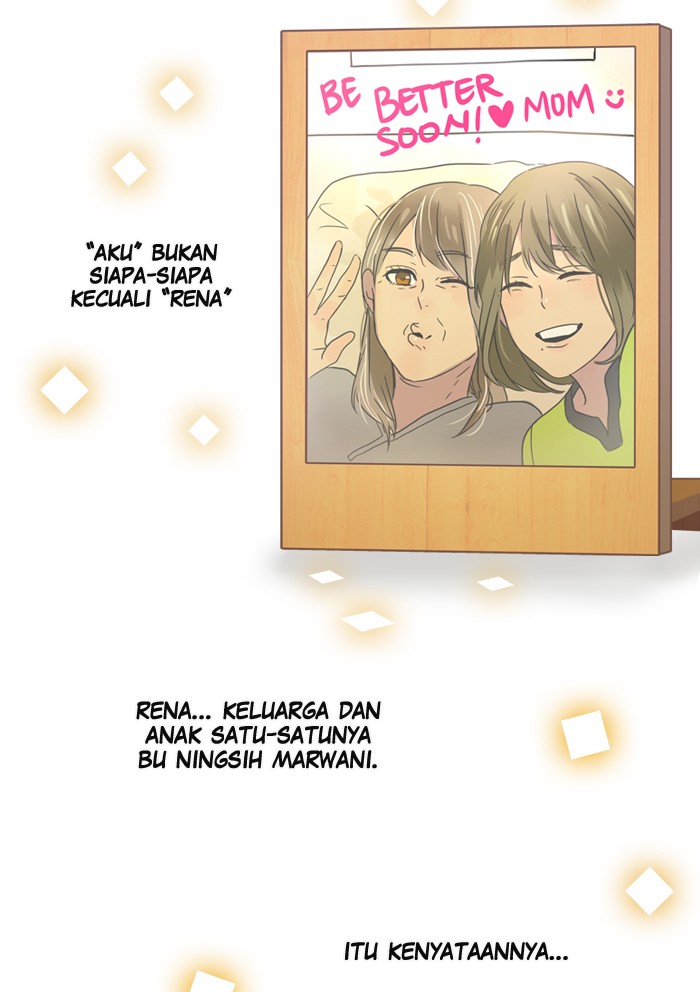 BE BETTER
SOON! ♥ MOM :)
"AKU" BUKAN
SIAPA-SIAPA
KECUALI "RENA"
RENA... KELUARGA DAN
ANAK SATU-SATUNYA
BU NINGSIH MARWANI.
ITU KENYATAANNYA...